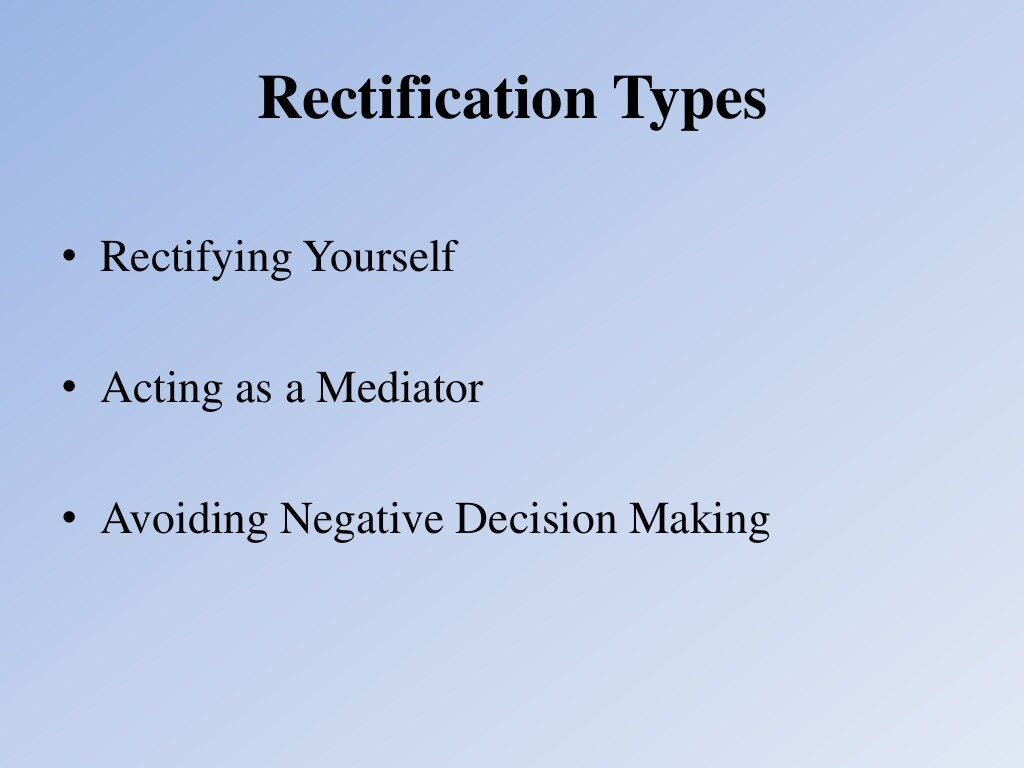 Rectification Types
• Rectifying Yourself
• Acting as a Mediator
• Avoiding Negative Decision Making